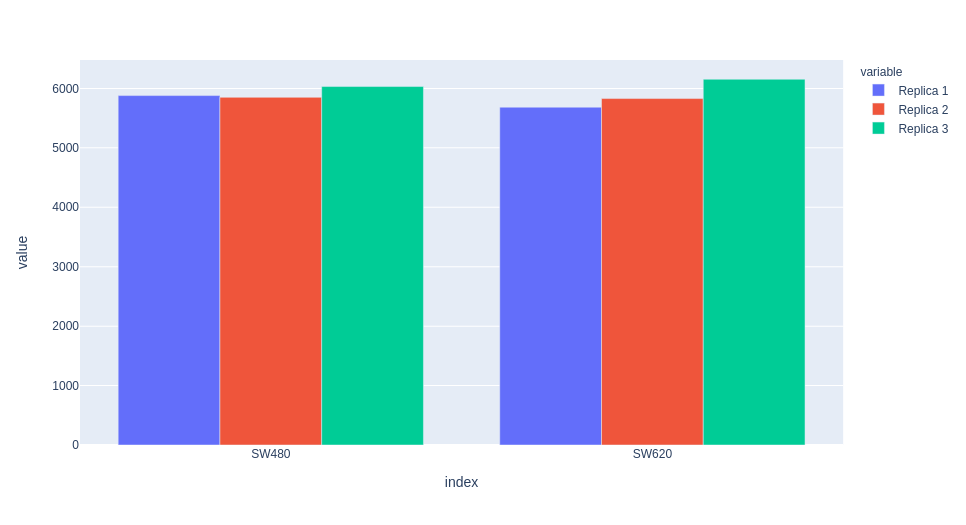 variable
Replica 1
Replica 2
Replica 3
value
6000
5000
4000
3000
2000
1000
0
SW480
SW620
index